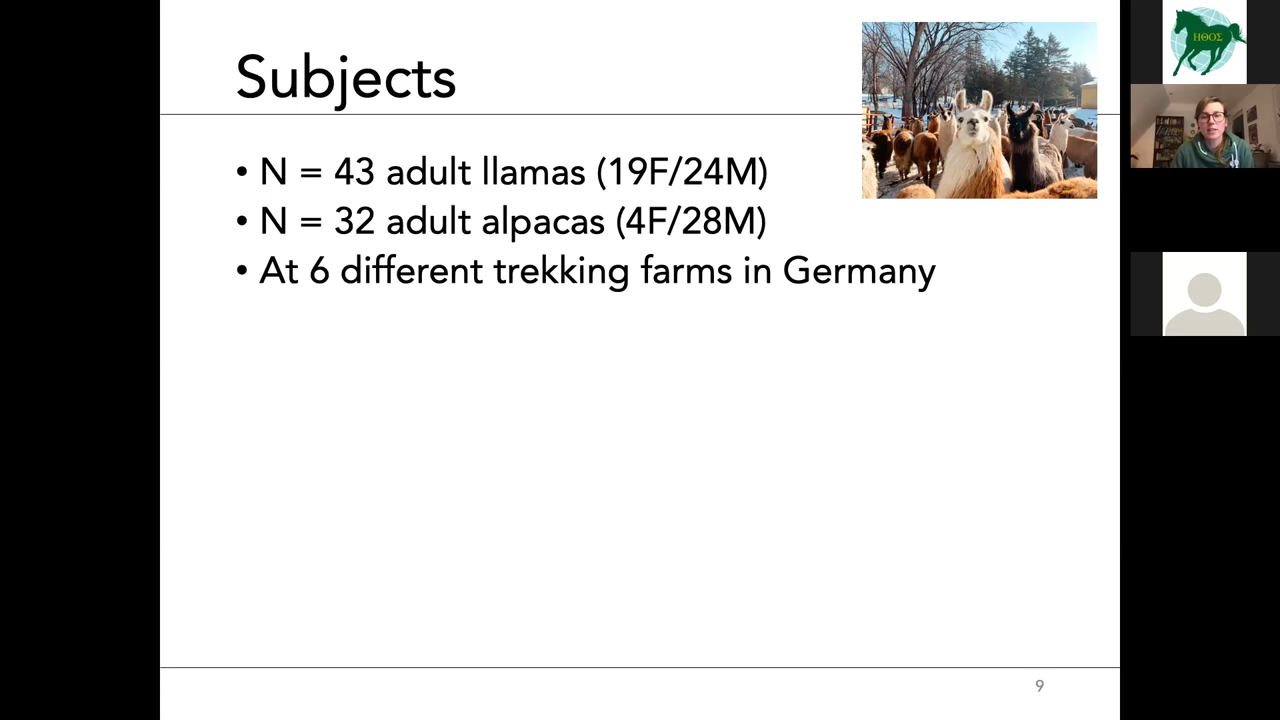 Subjects
• N = 43 adult llamas (19F/24M)
• N = 32 adult alpacas (4F/28M)
• At 6 different trekking farms in Germany
9
ΗΘΟΣ